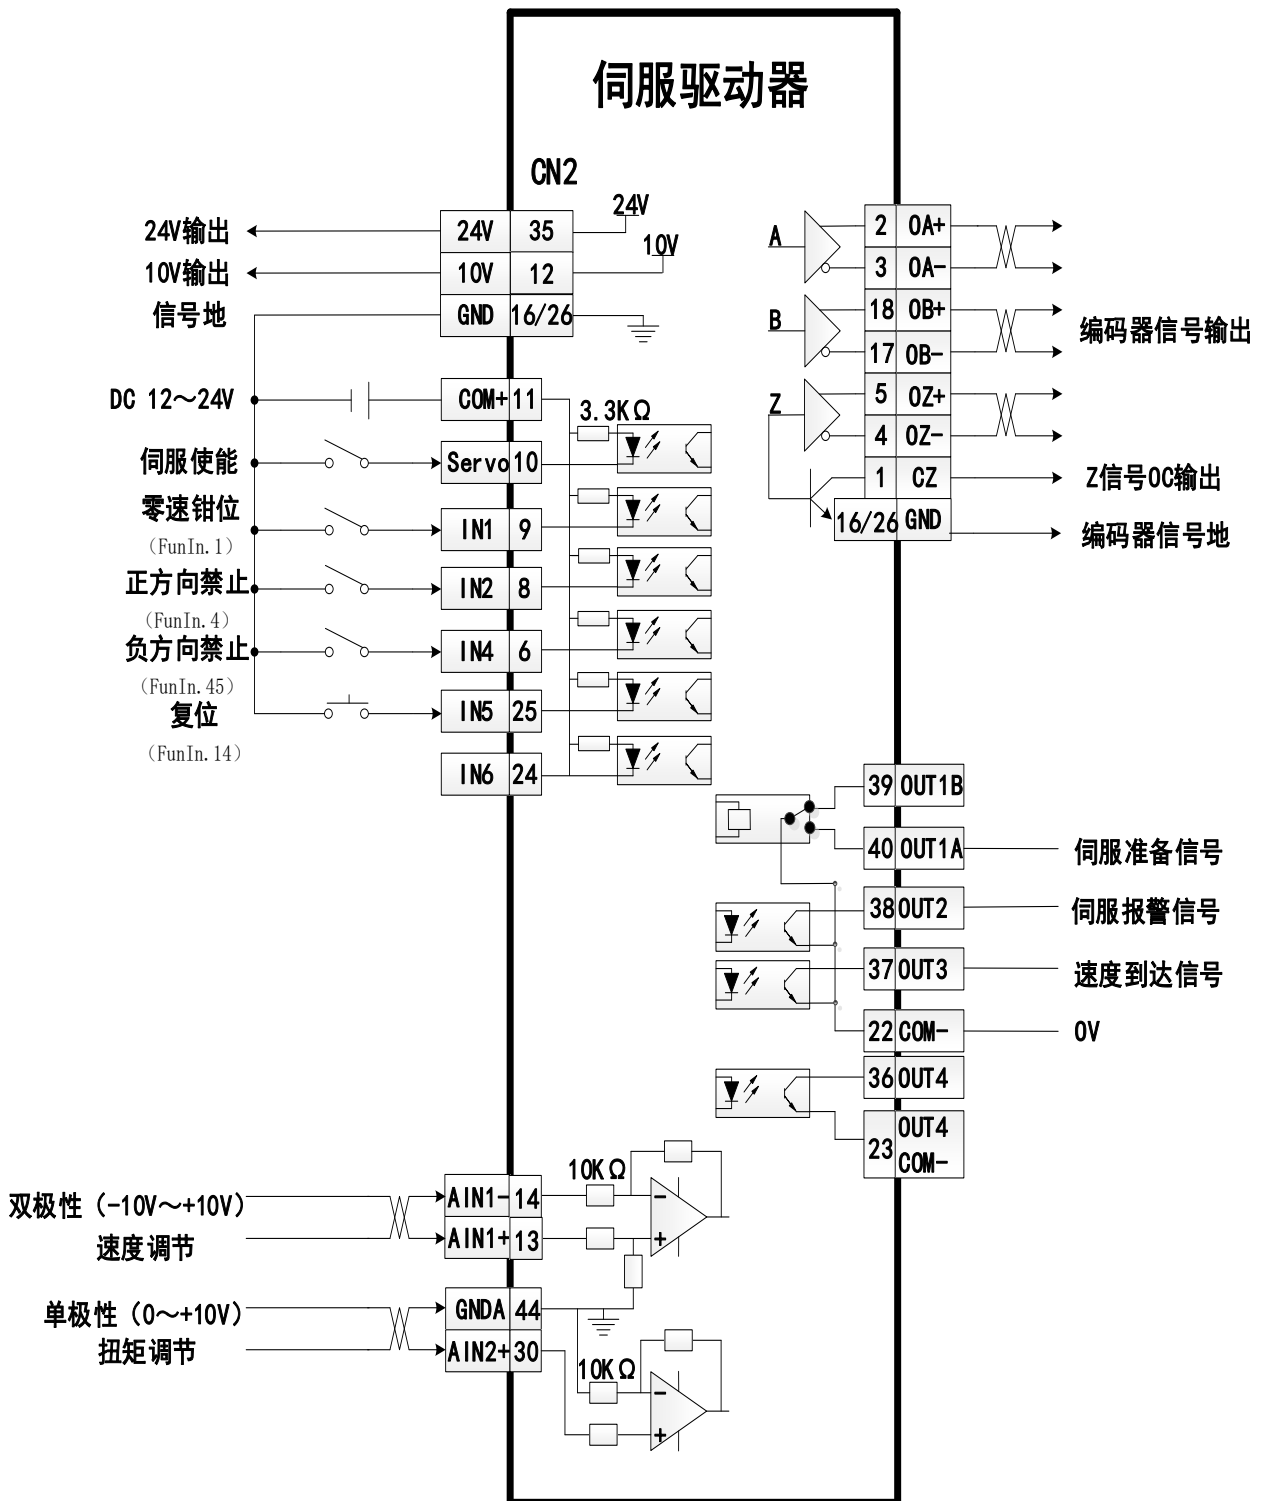 伺服驱动器
CN2
24V输出
24V
35
24V
10V输出
10V
12
10V
信号地
GND
16/26
DC 12～24V
COM+
11
3.3KΩ
伺服使能
Servo
10
零速钳位
IN1
9
(FunIn.1)
正方向禁止
IN2
8
(FunIn.4)
负方向禁止
IN4
6
(FunIn.45)
复位
IN5
25
(FunIn.14)
IN6
24
A
2
OA+
3
OA-
B
18
OB+
17
OB-
编码器信号输出
Z
5
OZ+
4
OZ-
1
CZ
Z信号OC输出
16/26
GND
编码器信号地
39
OUT1B
40
OUT1A
伺服准备信号
38
OUT2
伺服报警信号
37
OUT3
速度到达信号
22
COM-
0V
36
OUT4
23
OUT4
COM-
双极性（-10V～+10V）
速度调节
AIN1-
14
10KΩ
-
AIN1+
13
+
单极性（0～+10V）
扭矩调节
GNDA
44
AIN2+
30
10KΩ
-
+